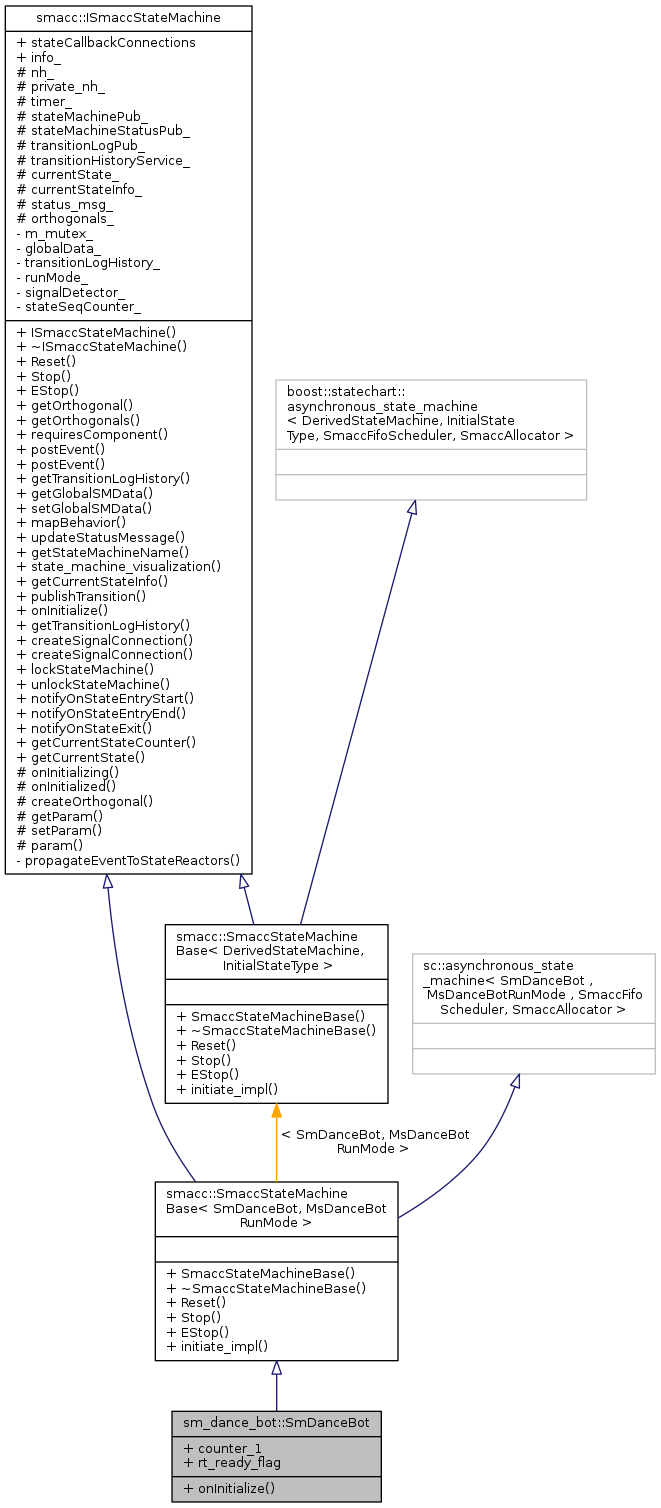 smacc::ISmaccStateMachine
+ stateCallbackConnections
+ info_
# nh_
# private_nh_
# timer_
# stateMachinePub_
# stateMachineStatusPub_
# transitionLogPub_
# transitionHistoryService_
# currentState_
# currentStateInfo_
# status_msg_
# orthogonals_
- m_mutex_
- globalData_
- transitionLogHistory_
- runMode_
- signalDetector_
- stateSeqCounter_
+ ISmaccStateMachine()
+ ~ISmaccStateMachine()
+ Reset()
+ Stop()
+ EStop()
+ getOrthogonal()
+ getOrthogonals()
+ requiresComponent()
+ postEvent()
+ postEvent()
+ getTransitionLogHistory()
+ getGlobalSMData()
+ setGlobalSMData()
+ mapBehavior()
+ updateStatusMessage()
+ getStateMachineName()
+ state_machine_visualization()
+ getCurrentStateInfo()
+ publishTransition()
+ onInitialize()
+ getTransitionLogHistory()
+ createSignalConnection()
+ createSignalConnection()
+ lockStateMachine()
+ unlockStateMachine()
+ notifyOnStateEntryStart()
+ notifyOnStateEntryEnd()
+ notifyOnStateExit()
+ getCurrentStateCounter()
+ getCurrentState()
# onInitializing()
# onInitialized()
# createOrthogonal()
# getParam()
# setParam()
# param()
- propagateEventToStateReactors()
boost::statechart::
asynchronous_state_machine
< DerivedStateMachine, InitialState
Type, SmaccFifoScheduler, SmaccAllocator >
smacc::SmaccStateMachine
Base< DerivedStateMachine,
InitialStateType >
+ SmaccStateMachineBase()
+ ~SmaccStateMachineBase()
+ Reset()
+ Stop()
+ EStop()
+ initiate_impl()
sc::asynchronous_state
_machine< SmDanceBot ,
MsDanceBotRunMode , SmaccFifo
Scheduler, SmaccAllocator >
< SmDanceBot, MsDanceBot
RunMode >
smacc::SmaccStateMachine
Base< SmDanceBot, MsDanceBot
RunMode >
+ SmaccStateMachineBase()
+ ~SmaccStateMachineBase()
+ Reset()
+ Stop()
+ EStop()
+ initiate_impl()
sm_dance_bot::SmDanceBot
+ counter_1
+ rt_ready_flag
+ onInitialize()